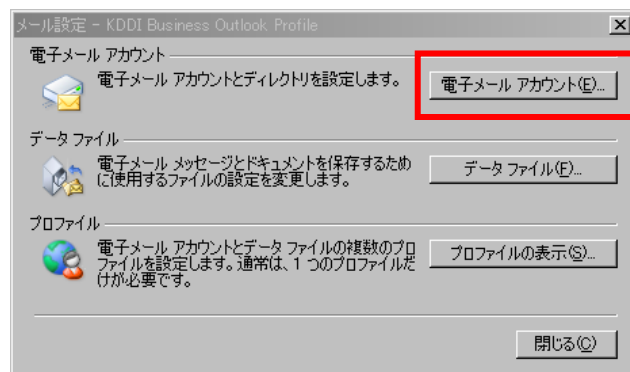 メール設定 - KDDI Business Outlook Profile
電子メール アカウント
電子メール アカウントとディレクトリを設定します。
電子メール アカウント(E)...
データ ファイル
電子メール メッセージとドキュメントを保存するため
に使用するファイルの設定を変更します。
データ ファイル(F)...
プロファイル
電子メール アカウントとデータ ファイルの複数のプロ
ファイルを設定します。通常は、1 つのプロファイルだ
けが必要です。
プロファイルの表示(S)...
閉じる(C)